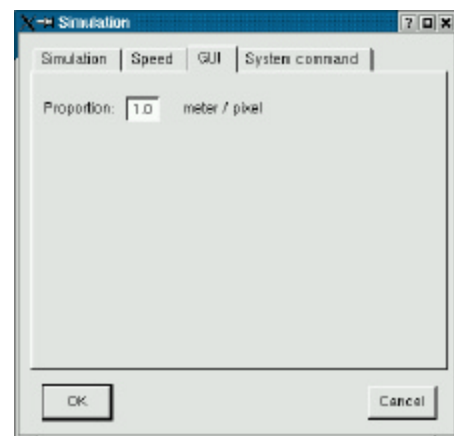 Simulation
Simulation Speed GUI System command
Proportion: 1.0 meter / pixel
OK Cancel